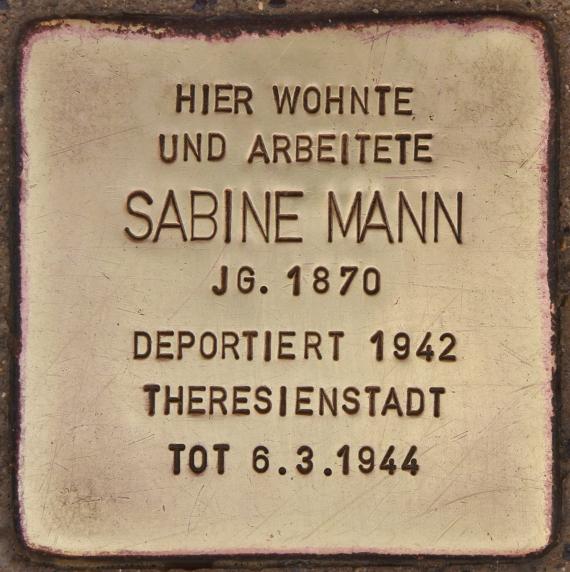 HIER WOHNTE
UND ARBEITETE
SABINE MANN
JG. 1870
DEPORTIERT 1942
THERESIENSTADT
TOT 6.3.1944